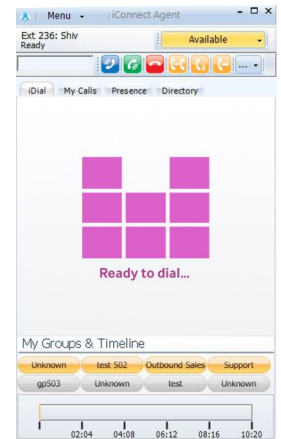 Menu iConnect Agent
Ext 236: Shiv
Ready
Available
...
iDial My Calls Presence Directory
Ready to dial...
My Groups & Timeline
Unknown test 502 Outbound Sales Support
gp503 Unknown test Unknown
02:04 04:08 06:12 08:16 10:20